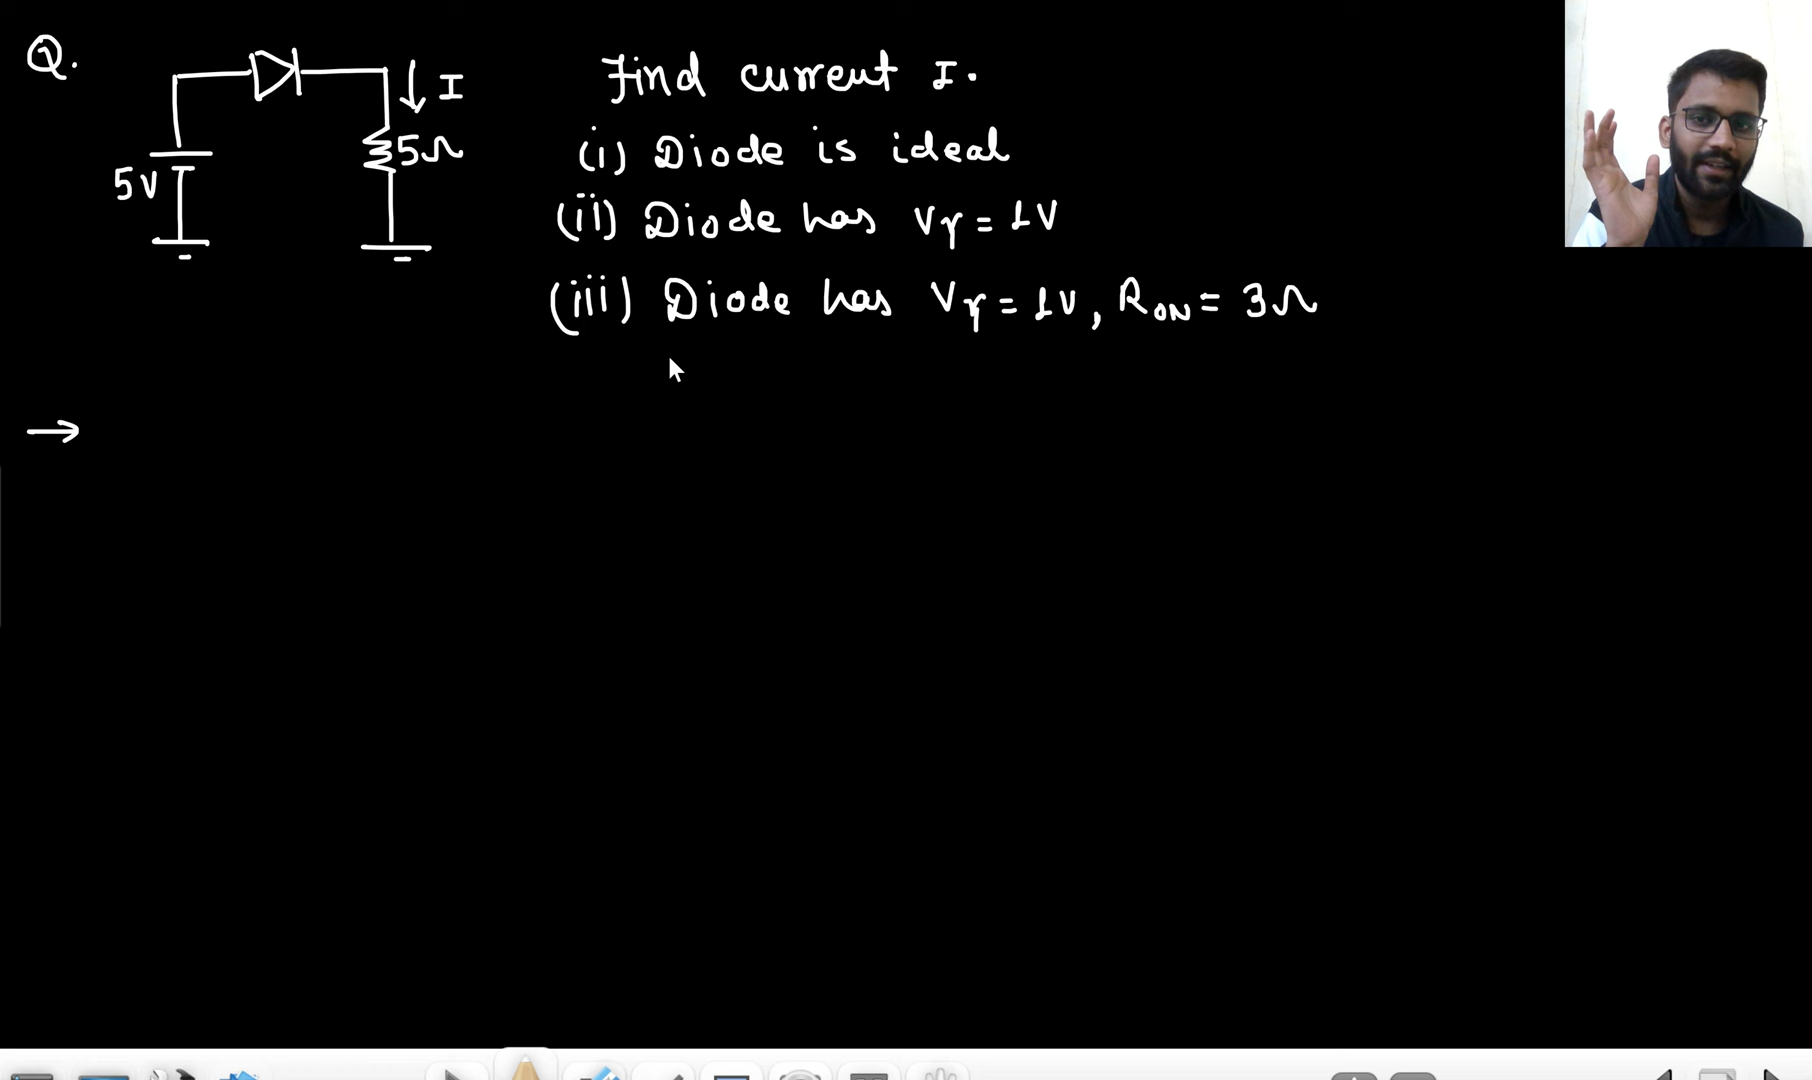 Q.
I
5Ω
5V
Find current I.
(i) Diode is ideal
(ii) Diode has Vγ = 1V
(iii) Diode has Vγ = 1V, RON = 3Ω